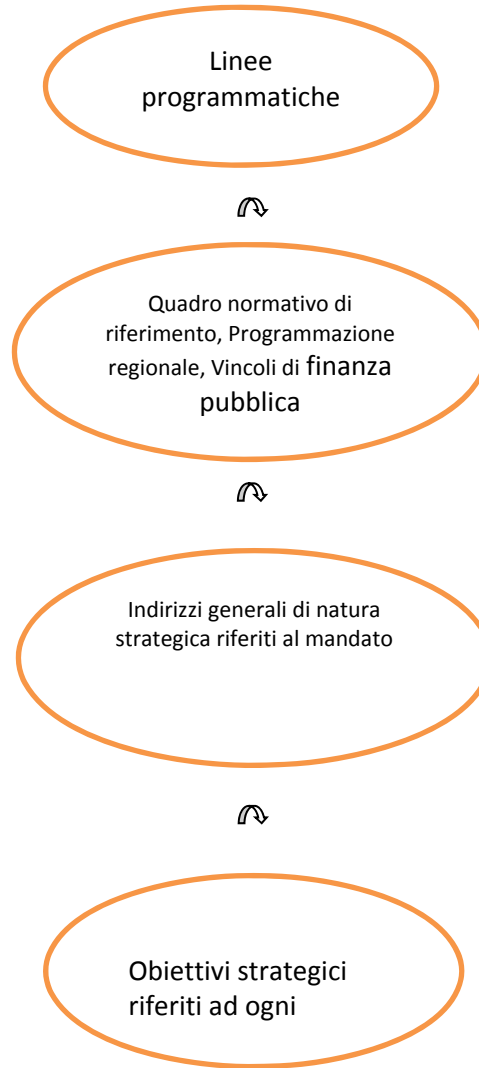 Linee
programmatiche
Quadro normativo di
riferimento, Programmazione
regionale, Vincoli di finanza
pubblica
Indirizzi generali di natura
strategica riferiti al mandato
Obiettivi strategici
riferiti ad ogni